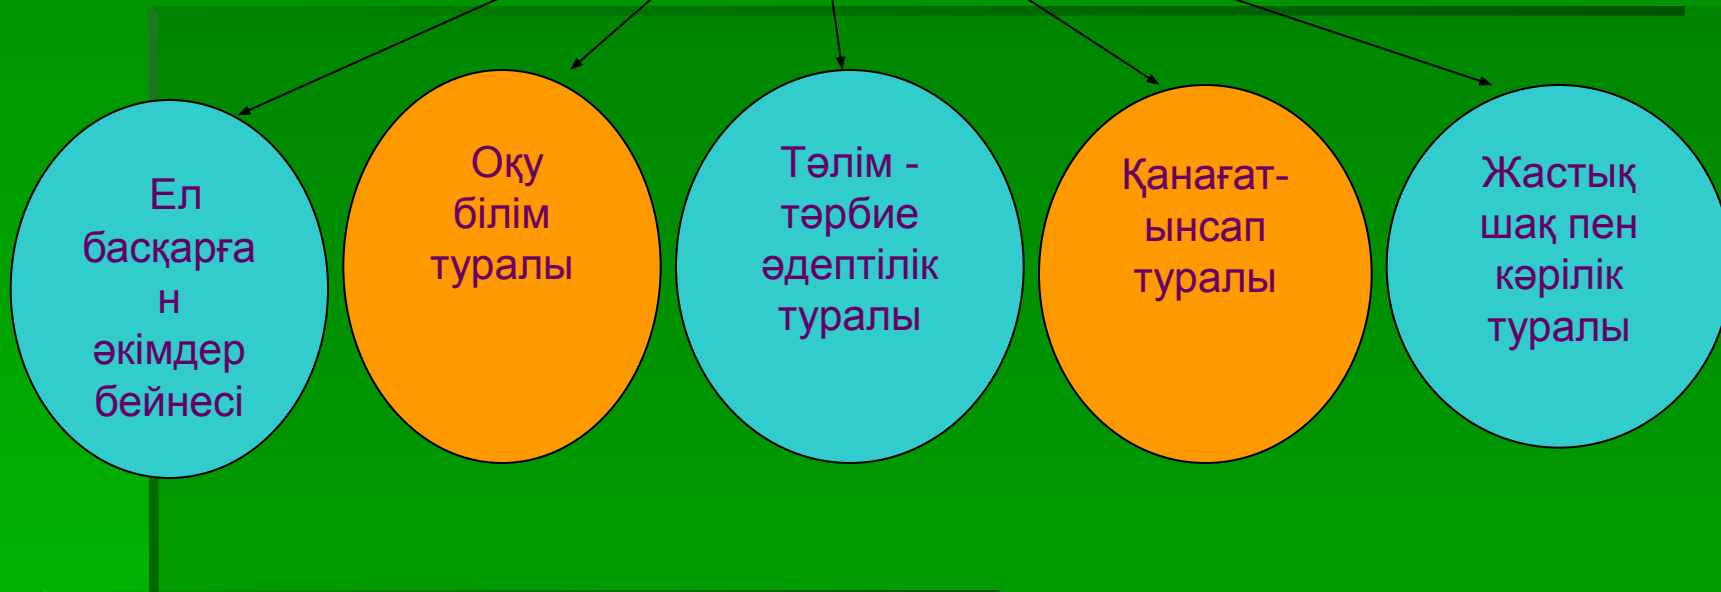 Ел
басқарға
н
әкімдер
бейнесі
Оқу
білім
туралы
Тәлім -
тәрбие
әдептілік
туралы
Қанағат-
ынсап
туралы
Жастық
шақ пен
кәрілік
туралы